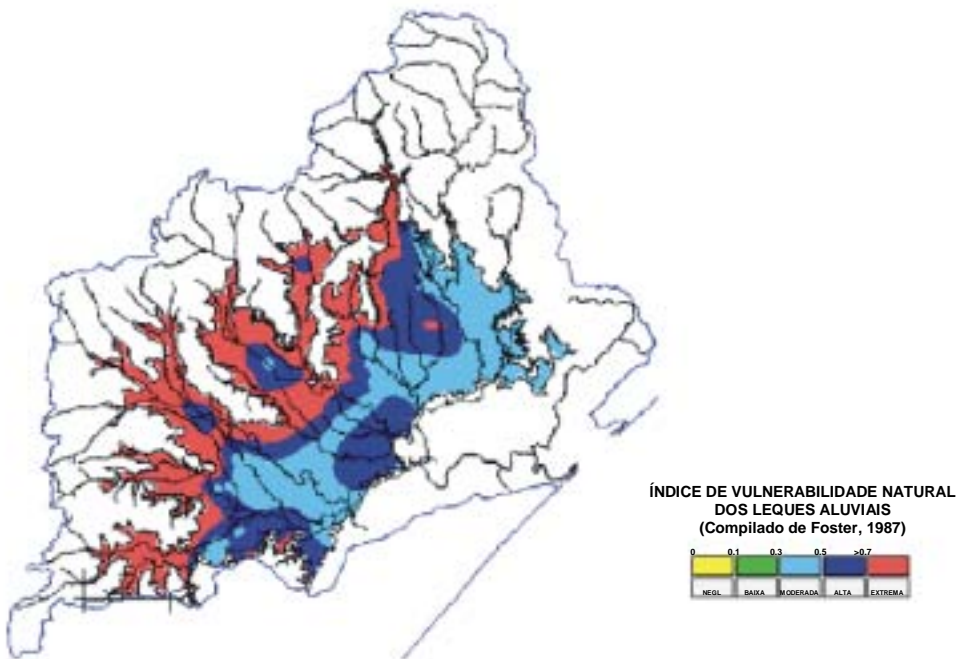 ÍNDICE DE VULNERABILIDADE NATURAL
DOS LEQUES ALUVIAIS
(Compilado de Foster, 1987)
0 0.1 0.3 0.5 >0.7
NEGL BAIXA MODERADA ALTA EXTREMA